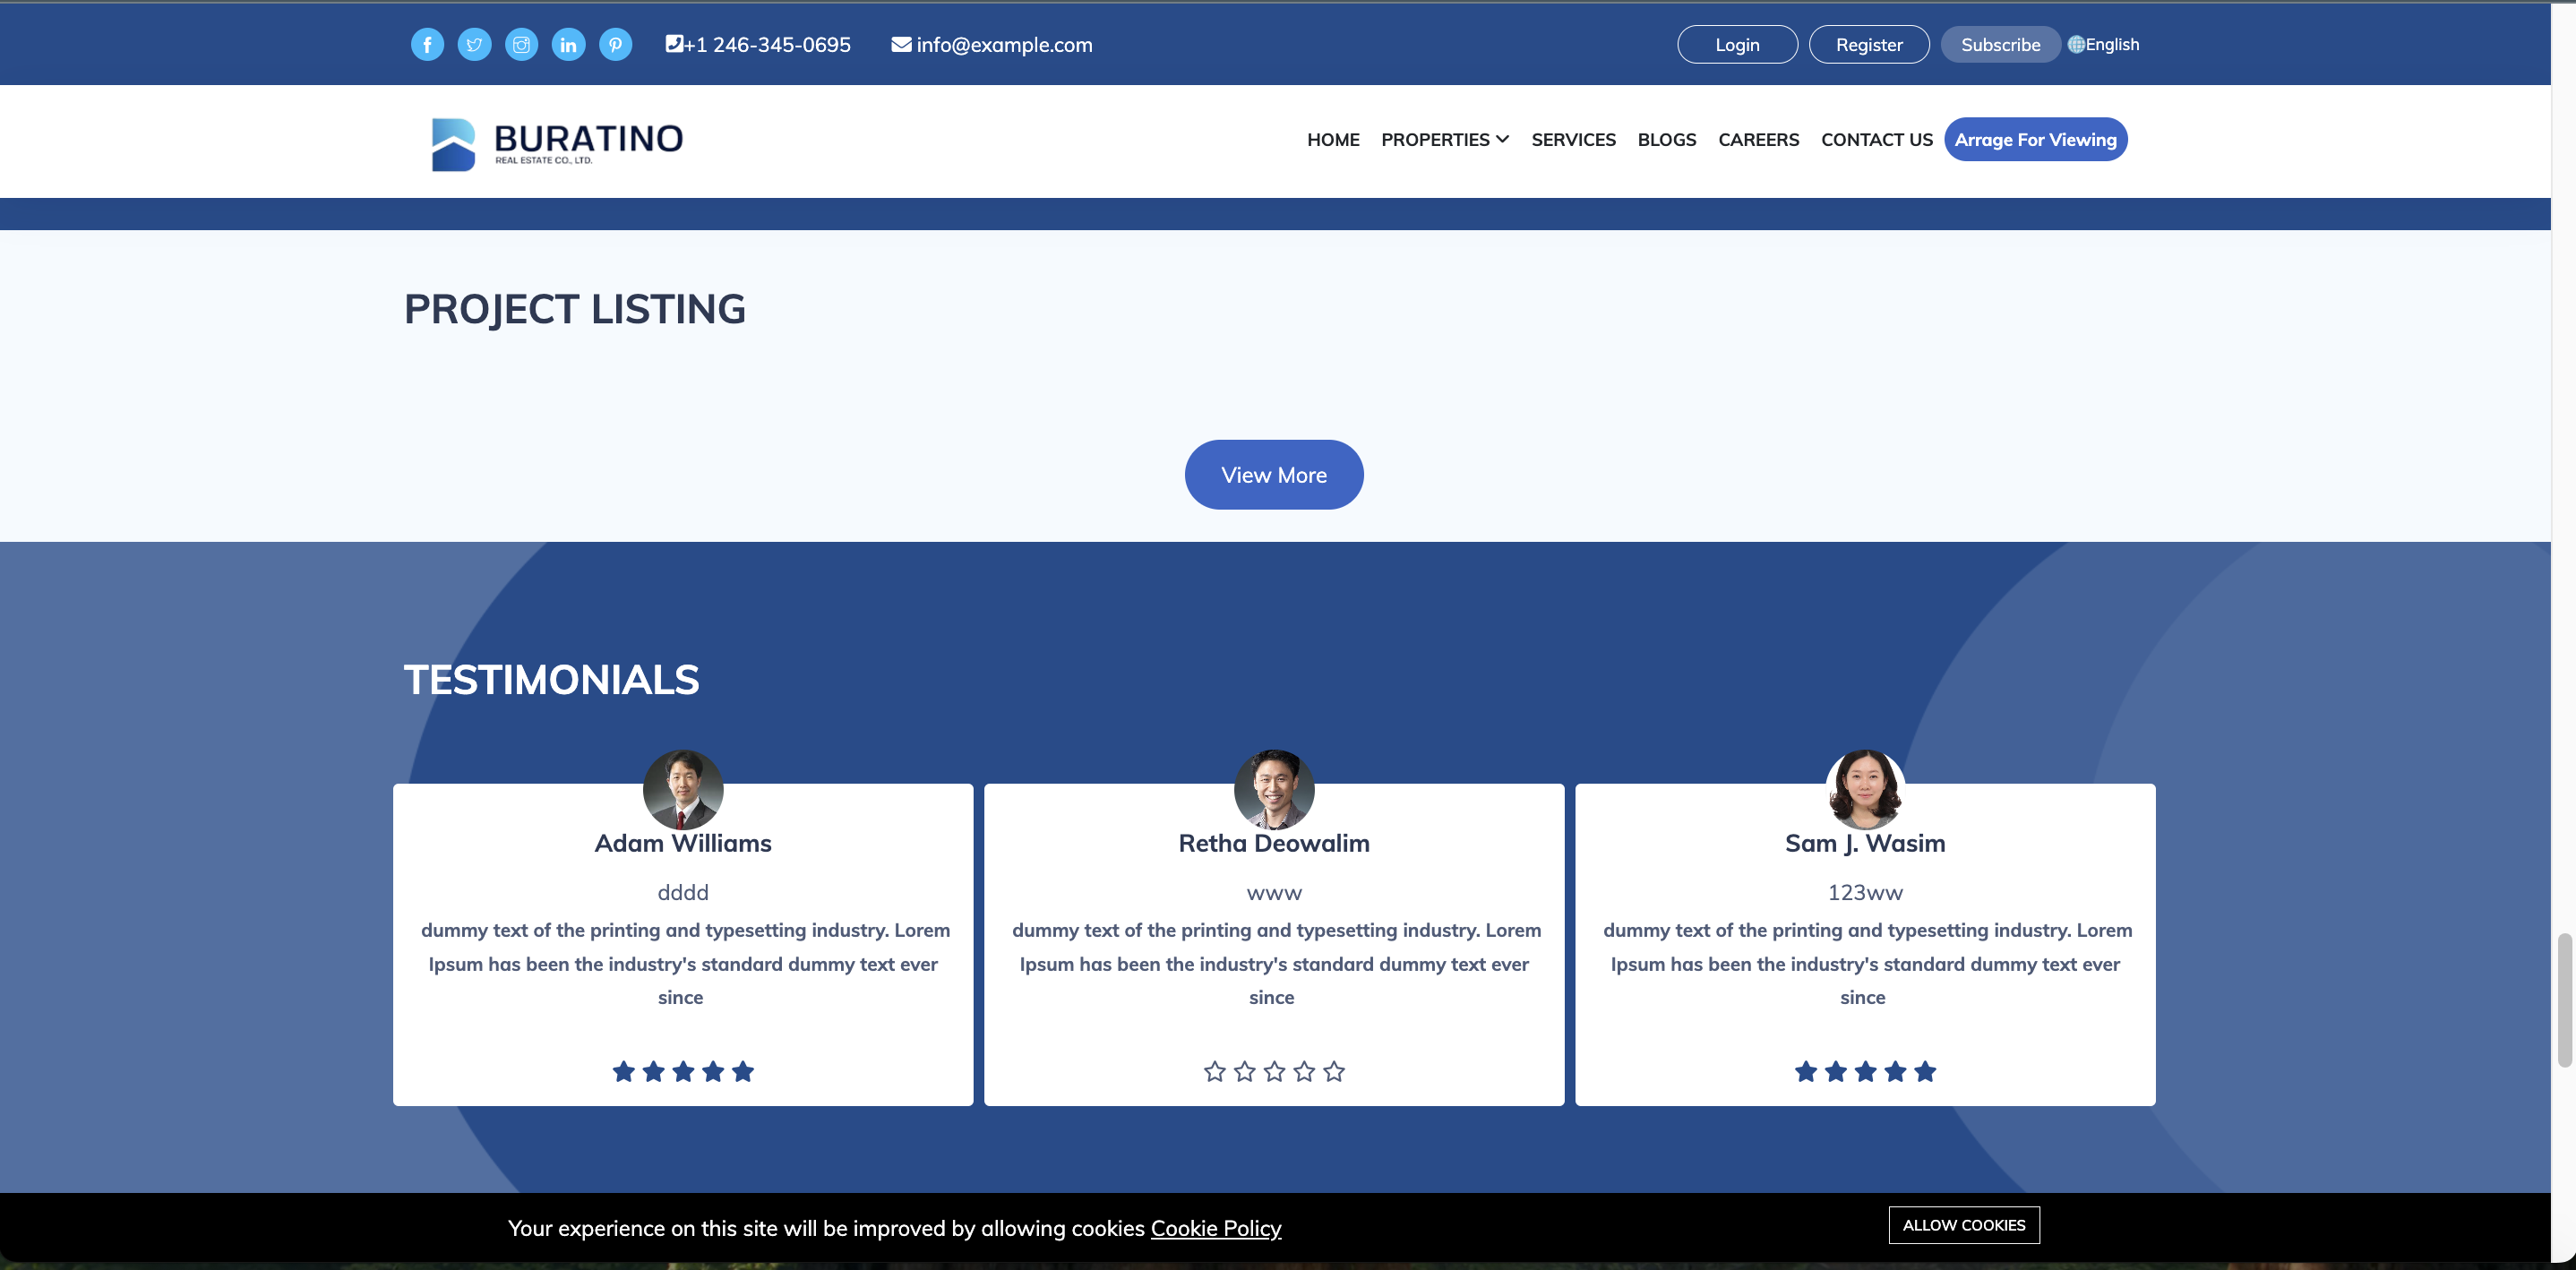 +1 246-345-0695
info@example.com
Login
Register
Subscribe
English
BURATINO
REAL ESTATE CO., LTD.
HOME
PROPERTIES
SERVICES
BLOGS
CAREERS
CONTACT US
Arrage For Viewing
PROJECT LISTING
View More
TESTIMONIALS
Adam Williams
dddd
dummy text of the printing and typesetting industry. Lorem
Ipsum has been the industry's standard dummy text ever
since
Retha Deowalim
www
dummy text of the printing and typesetting industry. Lorem
Ipsum has been the industry's standard dummy text ever
since
Sam J. Wasim
123ww
dummy text of the printing and typesetting industry. Lorem
Ipsum has been the industry's standard dummy text ever
since
Your experience on this site will be improved by allowing cookies Cookie Policy
ALLOW COOKIES